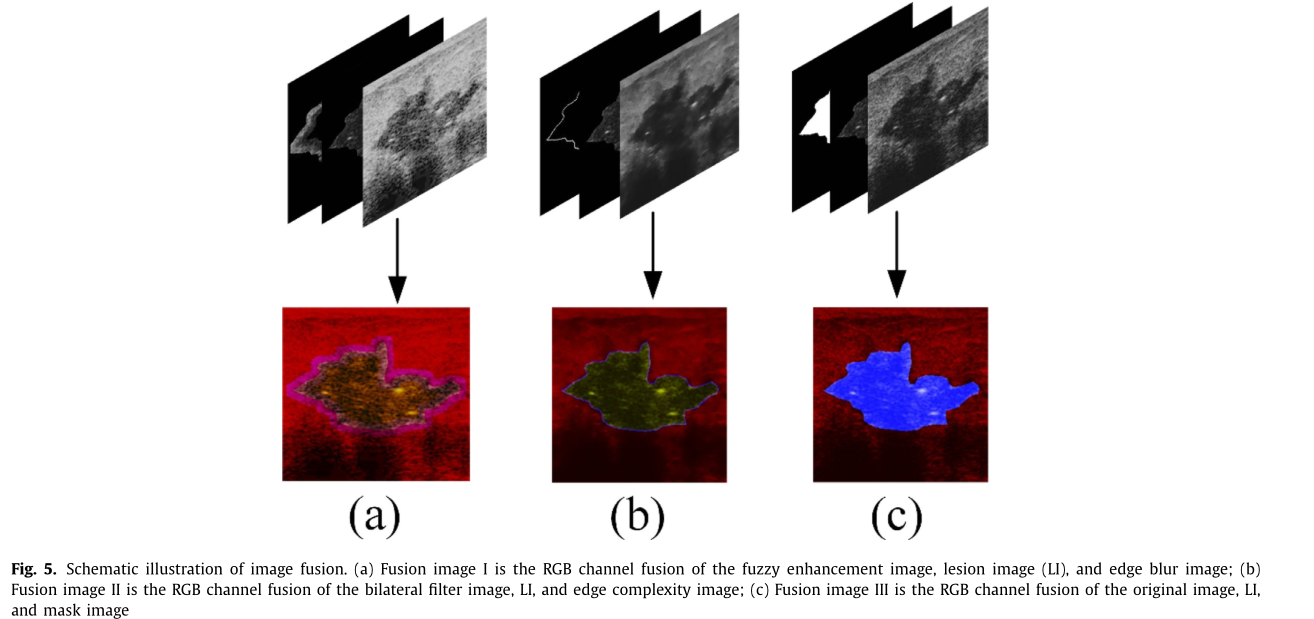 (a) (b) (c)
Fig. 5. Schematic illustration of image fusion. (a) Fusion image I is the RGB channel fusion of the fuzzy enhancement image, lesion image (LI), and edge blur image; (b)
Fusion image II is the RGB channel fusion of the bilateral filter image, LI, and edge complexity image; (c) Fusion image III is the RGB channel fusion of the original image, LI,
and mask image